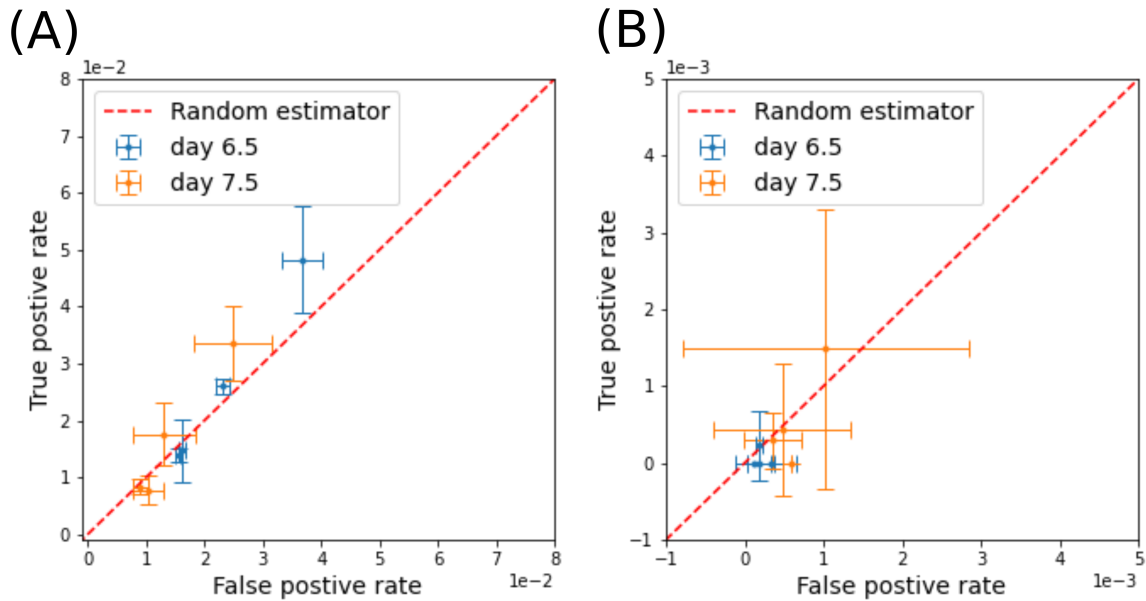 (A)
1e−2
8
7
6
5
4
3
2
1
0
True postive rate
Random estimator
day 6.5
day 7.5
0 1 2 3 4 5 6 7 8
1e−2
False postive rate
(B)
1e−3
5
4
3
2
1
0
−1
True postive rate
Random estimator
day 6.5
day 7.5
−1 0 1 2 3 4 5
1e−3
False postive rate